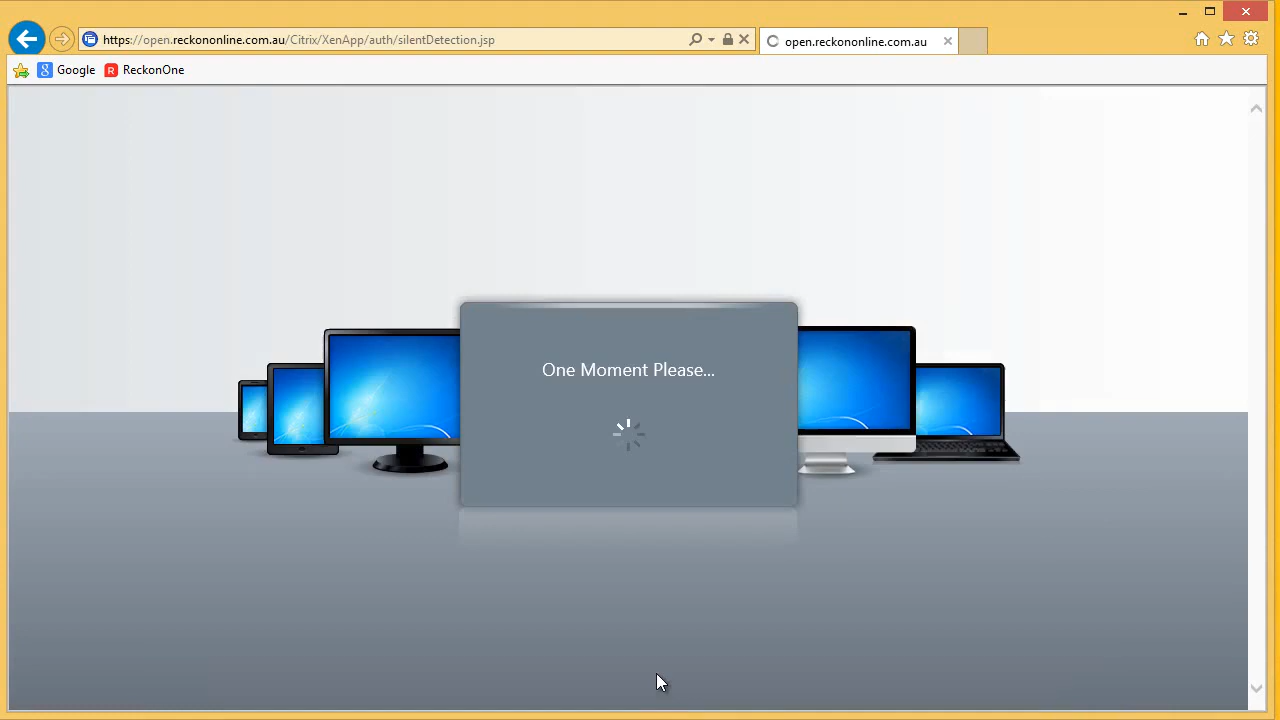 https://open.reckononline.com.au/Citrix/XenApp/auth/silentDetection.jsp
open.reckononline.com.au
Google
ReckonOne
One Moment Please...